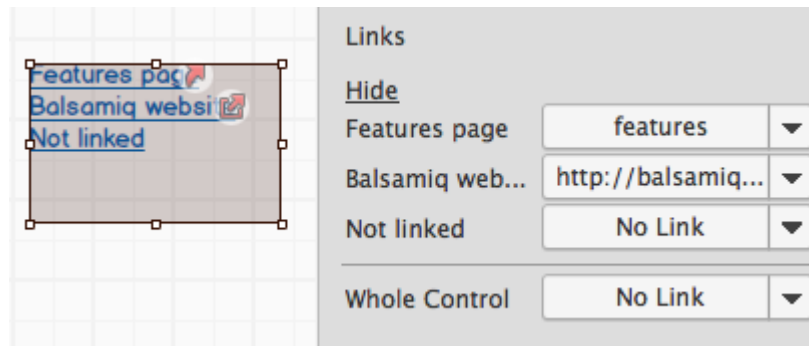 Features pag
Balsamiq websi
Not linked
Links
Hide
Features page features
Balsamiq web... http://balsamiq...
Not linked No Link
Whole Control No Link